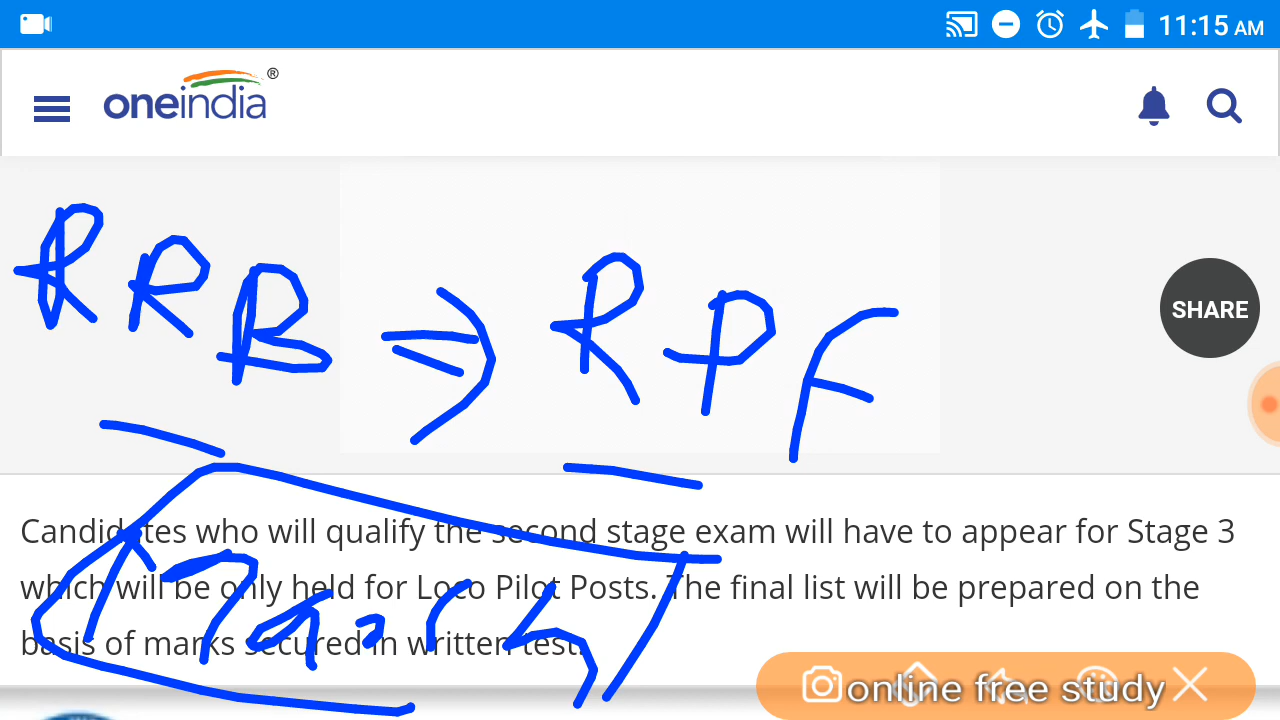 11:15 AM
oneindia®
RRB ⇒ RPF
SHARE
Candidates who will qualify the second stage exam will have to appear for Stage 3
which will be only held for Loco Pilot Posts. The final list will be prepared on the
basis of marks secured in written test.
March
online free study